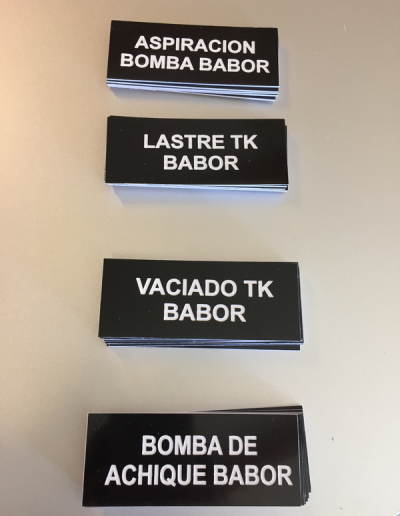 ASPIRACION
BOMBA BABOR
LASTRE TK
BABOR
VACIADO TK
BABOR
BOMBA DE
ACHIQUE BABOR